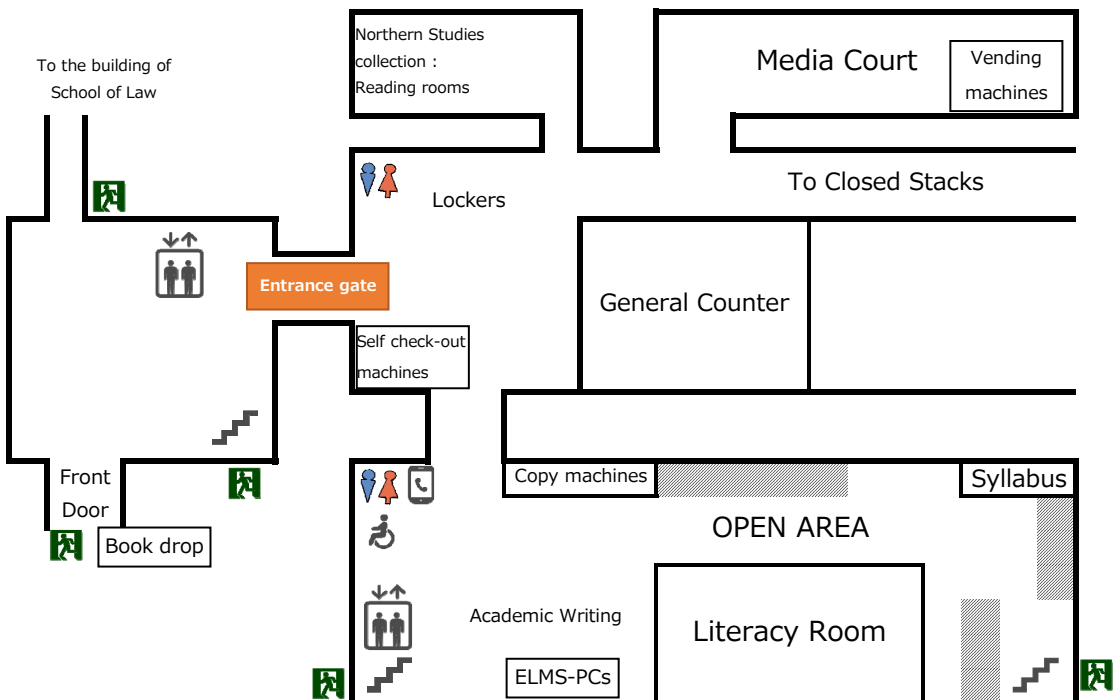 Northern Studies
collection :
Reading rooms
Media Court
Vending
machines
To the building of
School of Law
To Closed Stacks
Lockers
Entrance gate
General Counter
Self check-out
machines
Front
Door
Book drop
Copy machines
Syllabus
OPEN AREA
Academic Writing
Literacy Room
ELMS-PCs